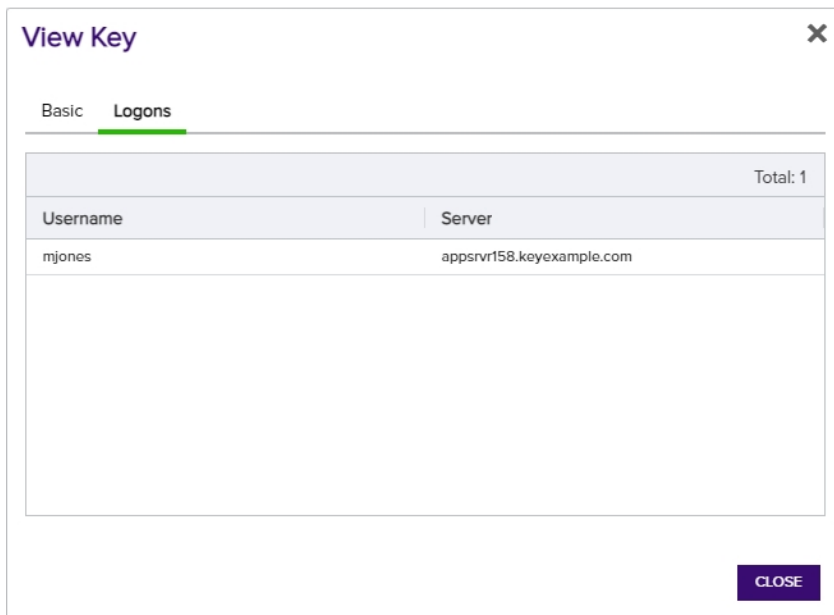 View Key
Basic Logons
Total: 1
Username Server
mjones appsrvr158.keyexample.com
CLOSE